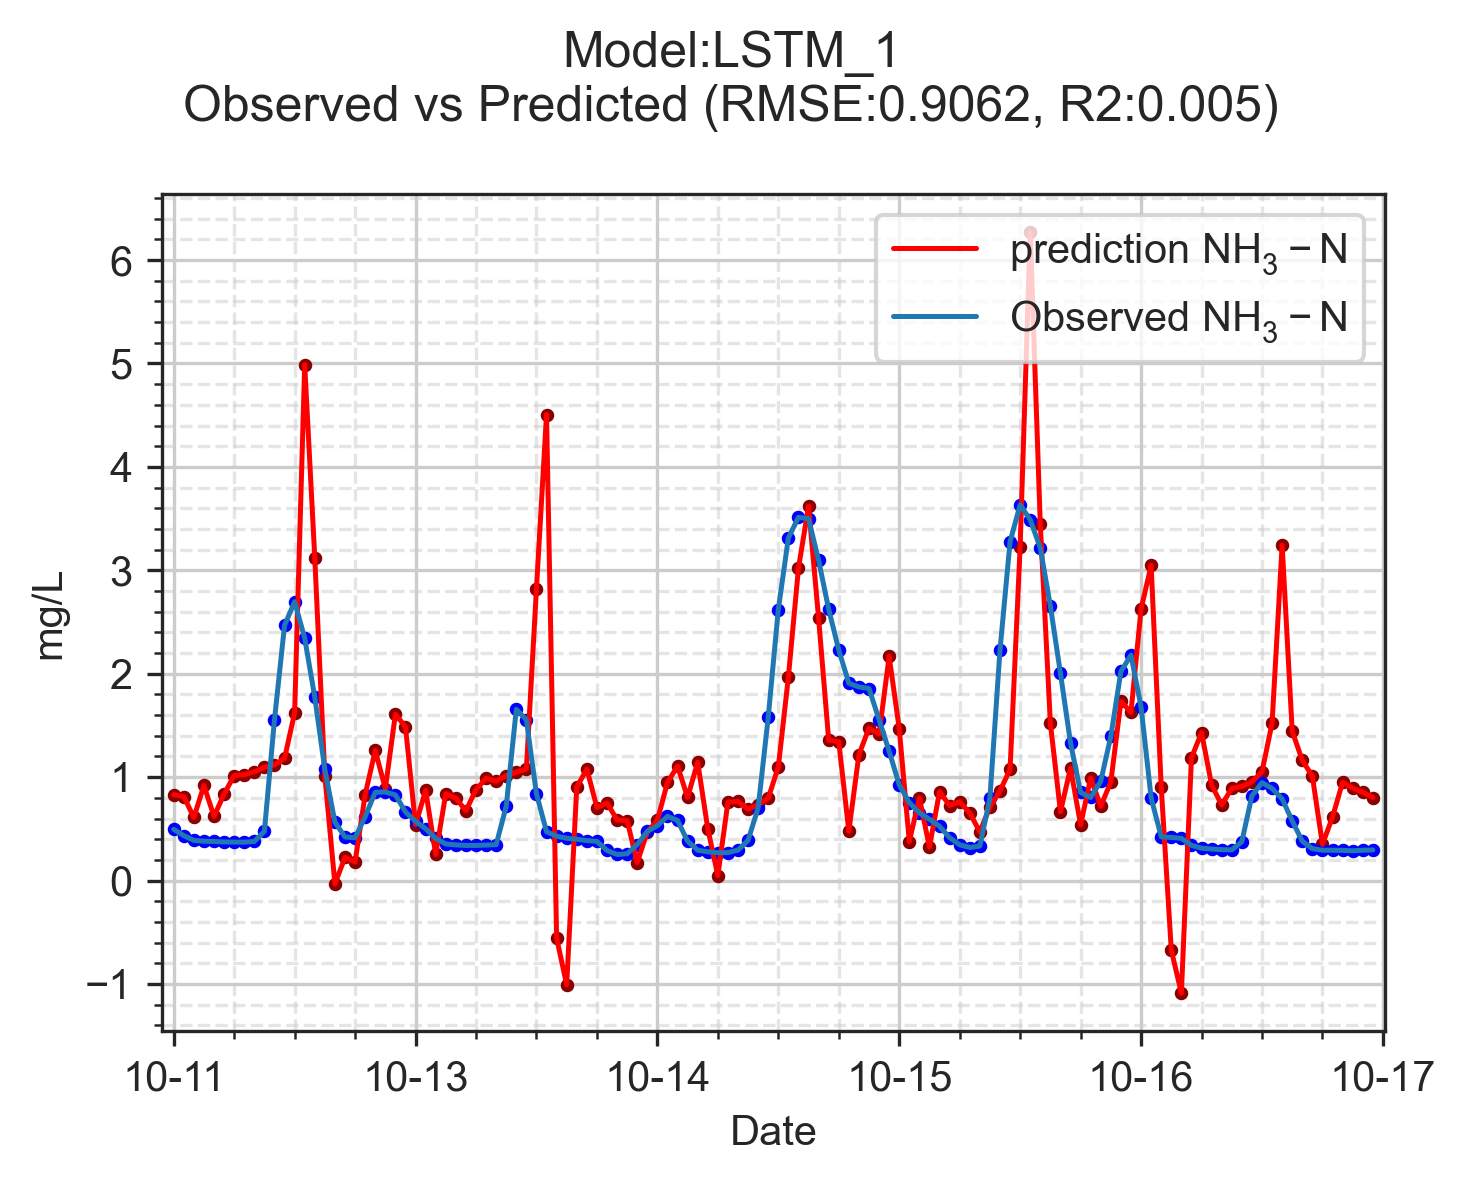 Model:LSTM_1
Observed vs Predicted (RMSE:0.9062, R2:0.005)
prediction NH₃ − N
Observed NH₃ − N
6
5
4
3
2
1
0
−1
mg/L
10-11 10-13 10-14 10-15 10-16 10-17
Date